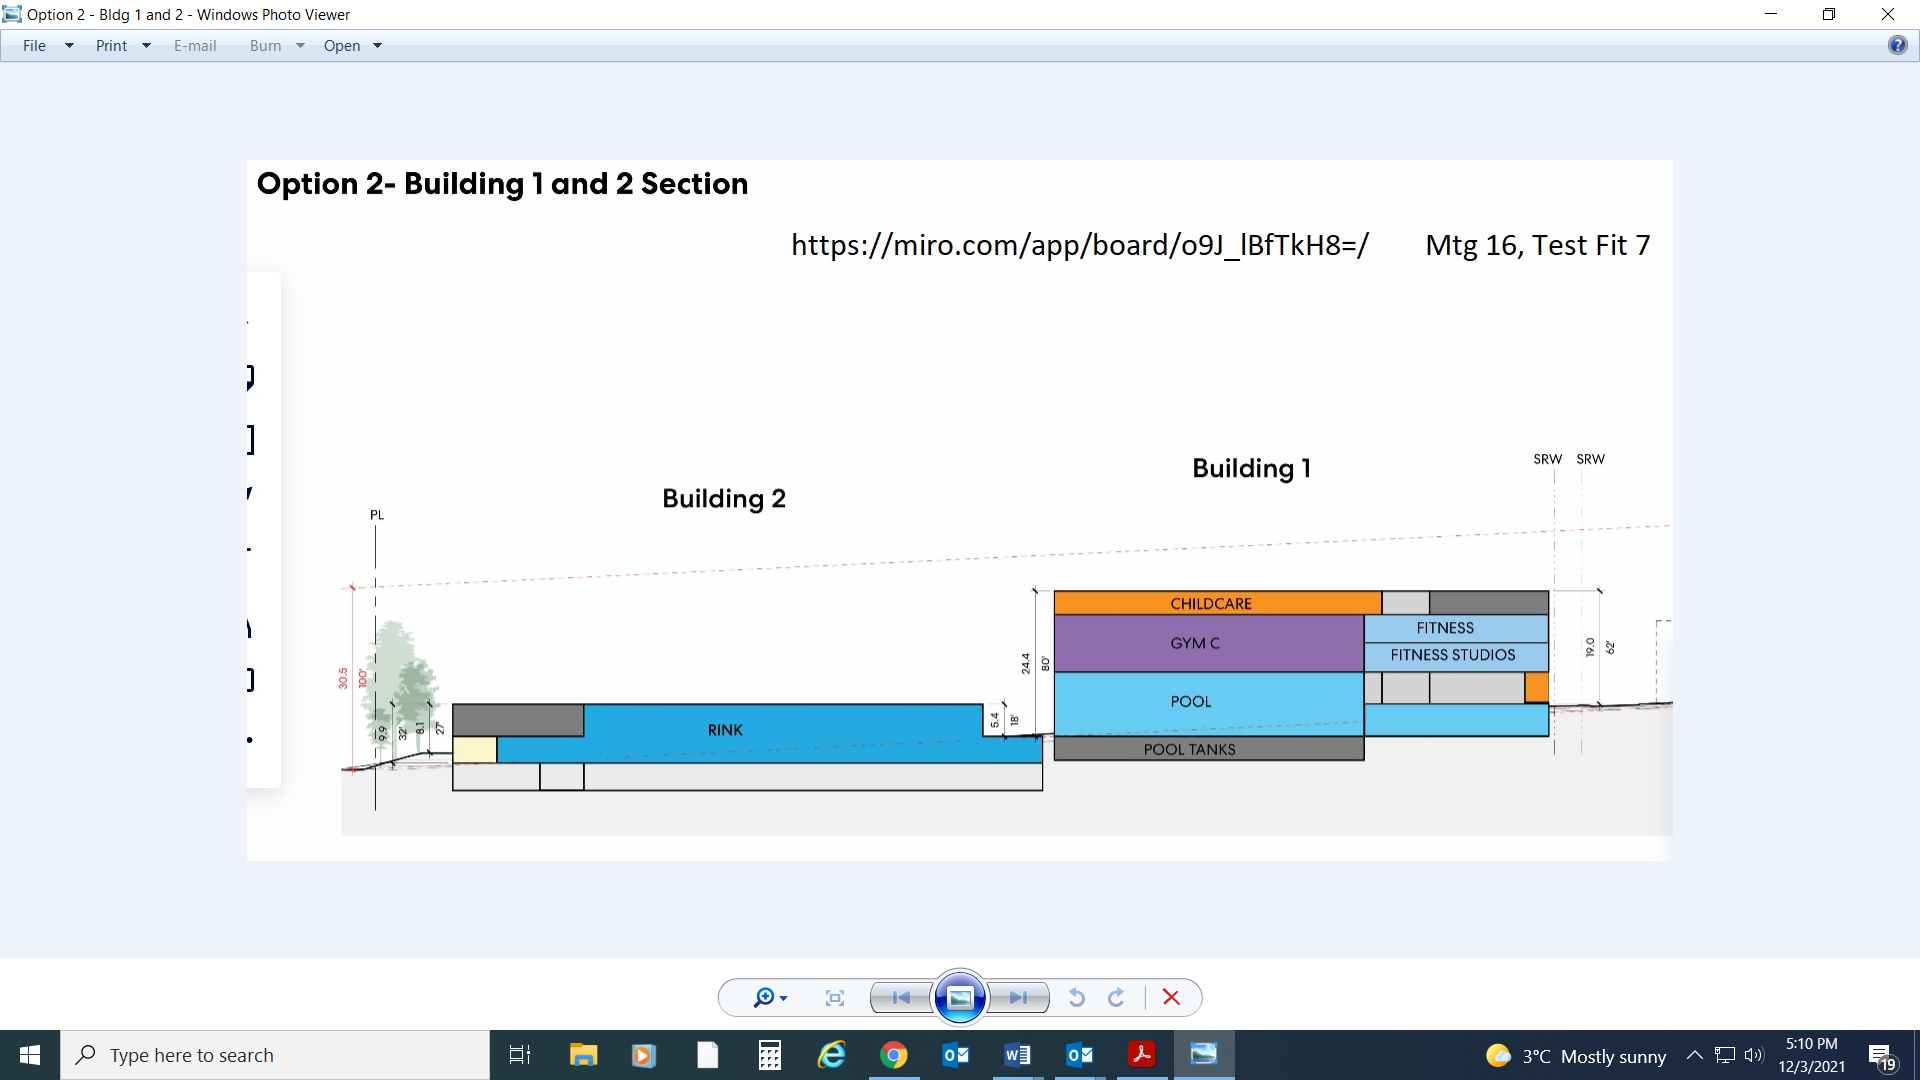 Option 2 - Bldg 1 and 2 - Windows Photo Viewer
File Print E-mail Burn Open
Option 2- Building 1 and 2 Section
https://miro.com/app/board/o9J_lBfTkH8=/ Mtg 16, Test Fit 7
SRW SRW
Building 1
Building 2
PL
CHILDCARE
GYM C
FITNESS
FITNESS STUDIOS
POOL
POOL TANKS
RINK
30.5
100'
9.9
32'
8.1
27'
5.4
18'
24.4
80'
19.0
62'
Type here to search
3°C Mostly sunny
5:10 PM
12/3/2021
19